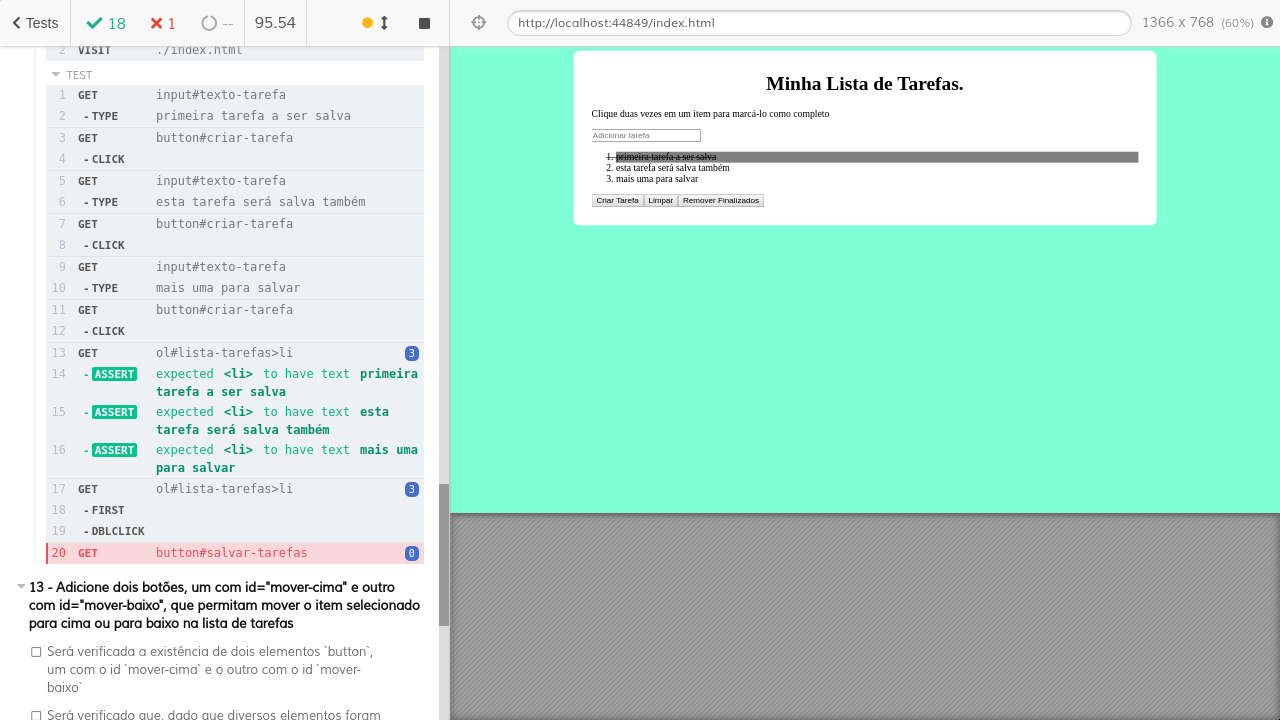 Tests
18
1
--
95.54
http://localhost:44849/index.html
1366 x 768 (60%)
2 VISIT ./index.html
TEST
1 GET input#texto-tarefa
2 -TYPE primeira tarefa a ser salva
3 GET button#criar-tarefa
4 -CLICK
5 GET input#texto-tarefa
6 -TYPE esta tarefa será salva também
7 GET button#criar-tarefa
8 -CLICK
9 GET input#texto-tarefa
10 -TYPE mais uma para salvar
11 GET button#criar-tarefa
12 -CLICK
13 GET ol#lista-tarefas>li 3
14 -ASSERT expected <li> to have text primeira
tarefa a ser salva
15 -ASSERT expected <li> to have text esta
tarefa será salva também
16 -ASSERT expected <li> to have text mais uma
para salvar
17 GET ol#lista-tarefas>li 3
18 -FIRST
19 -DBLCLICK
20 GET button#salvar-tarefas 0
13 - Adicione dois botões, um com id="mover-cima" e outro
com id="mover-baixo", que permitam mover o item selecionado
para cima ou para baixo na lista de tarefas
Será verificada a existência de dois elementos `button`,
um com o id `mover-cima` e o outro com o id `mover-
baixo`
Será verificado que, dado que diversos elementos foram
Minha Lista de Tarefas.
Clique duas vezes em um item para marcá-lo como completo
Adicionar tarefa
1. primeira tarefa a ser salva
2. esta tarefa será salva também
3. mais uma para salvar
Criar Tarefa Limpar Remover Finalizados